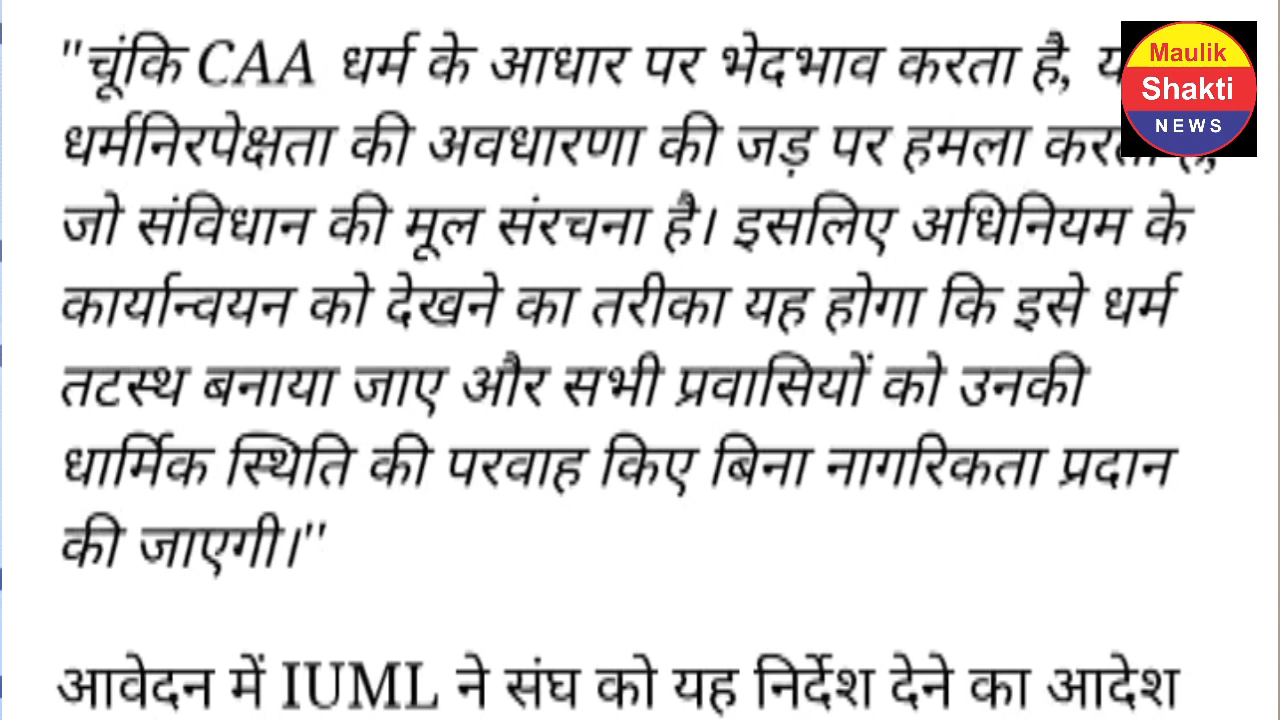 "चूंकि CAA धर्म के आधार पर भेदभाव करता है,
धर्मनिरपेक्षता की अवधारणा की जड़ पर हमला
जो संविधान की मूल संरचना है। इसलिए अधिनियम के
कार्यान्वयन को देखने का तरीका यह होगा कि इसे धर्म
तटस्थ बनाया जाए और सभी प्रवासियों को उनकी
धार्मिक स्थिति की परवाह किए बिना नागरिकता प्रदान
की जाएगी।"
आवेदन में IUML ने संघ को यह निर्देश देने का आदेश
Maulik
Shakti
NEWS